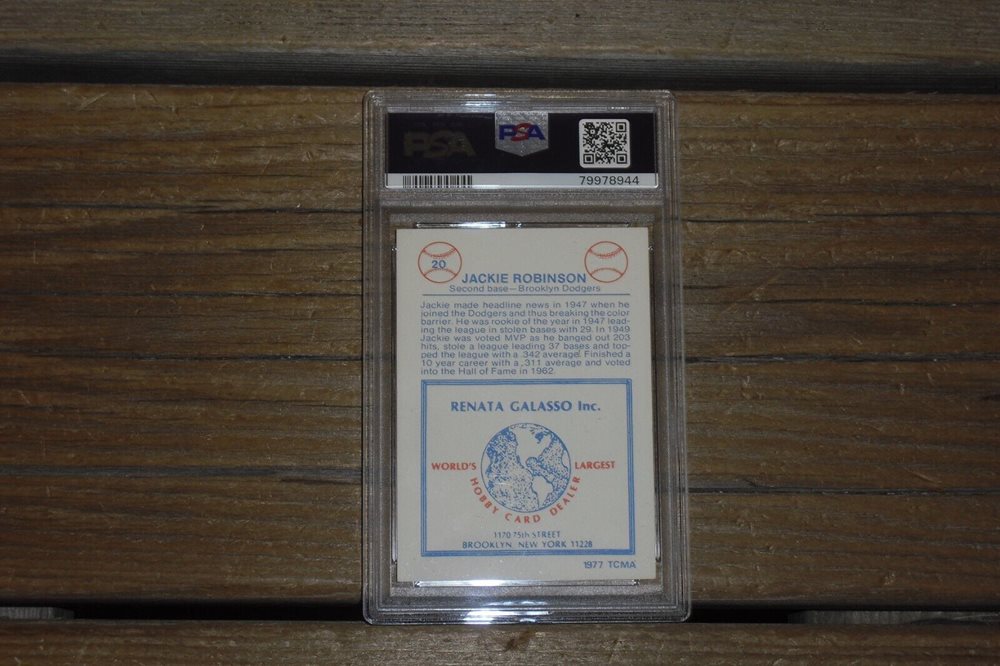 PSA
PSA
79978944
20
JACKIE ROBINSON
Second base—Brooklyn Dodgers
Jackie made headline news in 1947 when he
joined the Dodgers and thus breaking the color
barrier. He was rookie of the year in 1947 lead-
ing the league in stolen bases with 29. In 1949
Jackie was voted MVP as he banged out 203
hits, stole a league leading 37 bases and top-
ped the league with a .342 average. Finished a
10 year career with a .311 average and voted
into the Hall of Fame in 1962.
RENATA GALASSO Inc.
WORLD'S LARGEST
HOBBY CARD DEALER
1170 75th STREET
BROOKLYN, NEW YORK 11228
1977 TCMA